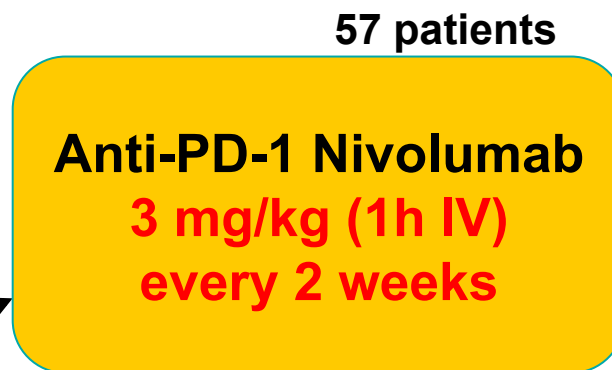 57 patients
Anti-PD-1 Nivolumab
3 mg/kg (1h IV)
every 2 weeks